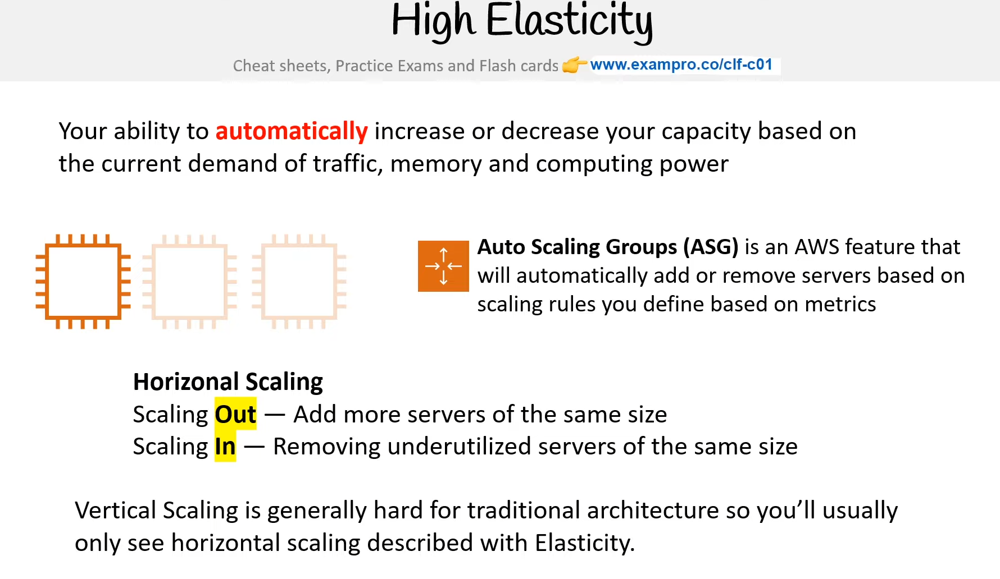 High Elasticity
Cheat sheets, Practice Exams and Flash cards 👉 www.exampro.co/clf-c01
Your ability to automatically increase or decrease your capacity based on
the current demand of traffic, memory and computing power
Auto Scaling Groups (ASG) is an AWS feature that
will automatically add or remove servers based on
scaling rules you define based on metrics
Horizonal Scaling
Scaling Out — Add more servers of the same size
Scaling In — Removing underutilized servers of the same size
Vertical Scaling is generally hard for traditional architecture so you’ll usually
only see horizontal scaling described with Elasticity.